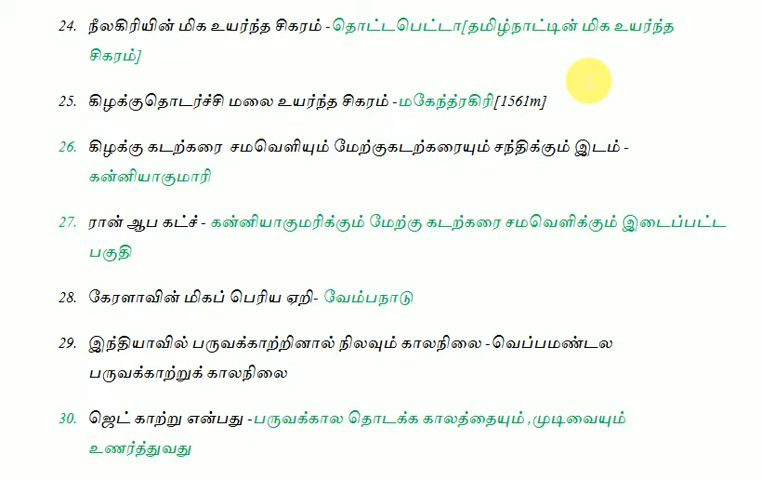 24. நீலகிரியின் மிக உயர்ந்த சிகரம் -தொட்டபெட்டா[தமிழ்நாட்டின் மிக உயர்ந்த
சிகரம்]
25. கிழக்குதொடர்ச்சி மலை உயர்ந்த சிகரம் -மகேந்த்ரகிரி[1561m]
26. கிழக்கு கடற்கரை சமவெளியும் மேற்குகடற்கரையும் சந்திக்கும் இடம் -
கன்னியாகுமாரி
27. ரான் ஆப கட்ச் - கன்னியாகுமரிக்கும் மேற்கு கடற்கரை சமவெளிக்கும் இடைப்பட்ட
பகுதி
28. கேரளாவின் மிகப் பெரிய ஏறி- வேம்பநாடு
29. இந்தியாவில் பருவக்காற்றினால் நிலவும் காலநிலை -வெப்பமண்டல
பருவக்காற்றுக் காலநிலை
30. ஜெட் காற்று என்பது -பருவக்கால தொடக்க காலத்தையும் ,முடிவையும்
உணர்த்துவது